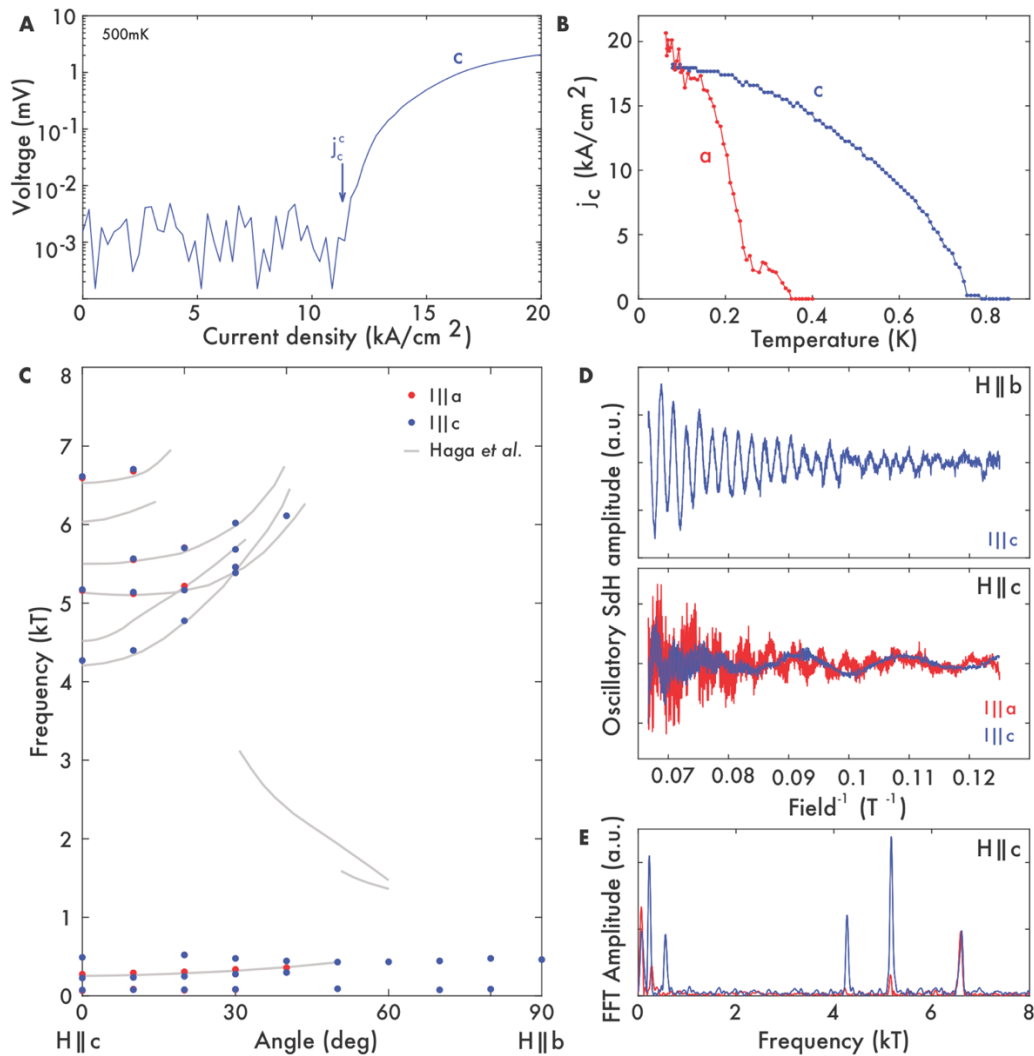 A
500mK
c
j_c^c
Voltage (mV)
10
1
10^-1
10^-2
10^-3
0 5 10 15 20
Current density (kA/cm^2)
B
c
a
j_c (kA/cm^2)
20
15
10
5
0
0.2 0.4 0.6 0.8
Temperature (K)
C
I||a
I||c
Haga et al.
Frequency (kT)
8
7
6
5
4
3
2
1
0
0 30 60 90
H||c Angle (deg) H||b
D
H||b
I||c
H||c
I||a
I||c
Oscillatory SdH amplitude (a.u.)
0.07 0.08 0.09 0.1 0.11 0.12
Field^-1 (T^-1)
E
H||c
FFT Amplitude (a.u.)
0 2 4 6 8
Frequency (kT)